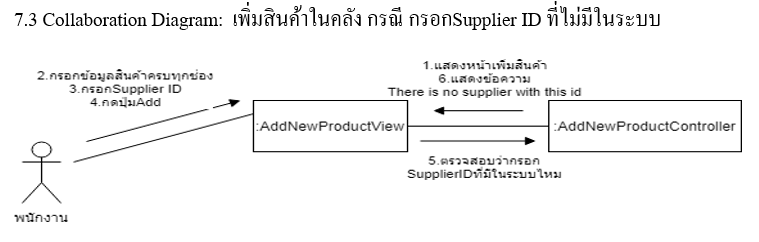 7.3 Collaboration Diagram: เพิ่มสินค้าในคลัง กรณี กรอกSupplier ID ที่ไม่มีในระบบ
2.กรอกข้อมูลสินค้าครบทุกช่อง
3.กรอกSupplier ID
4.กดปุ่มAdd
1.แสดงหน้าเพิ่มสินค้า
6.แสดงข้อความ
There is no supplier with this id
:AddNewProductView
:AddNewProductController
5.ตรวจสอบว่ากรอก
SupplierIDที่มีในระบบไหม
พนักงาน